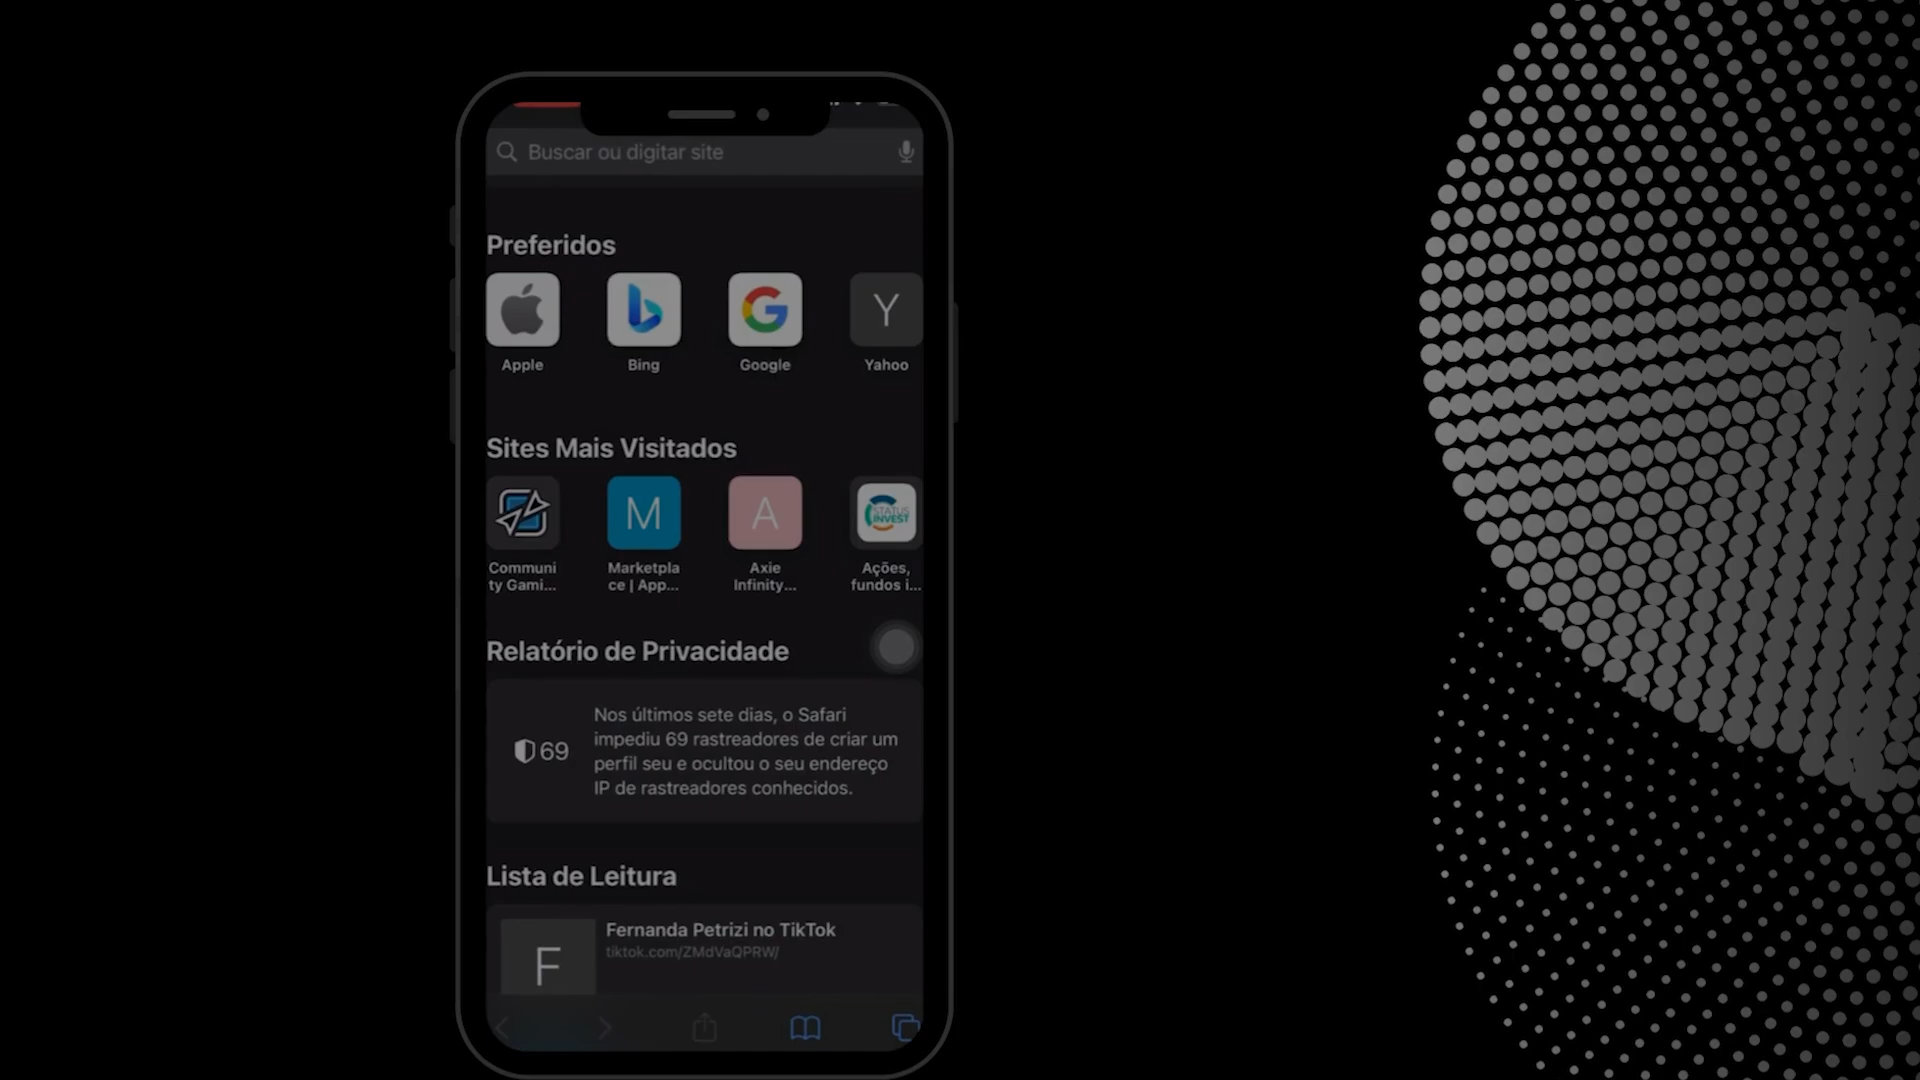 Buscar ou digitar site
Preferidos
Y
Apple
Bing
Google
Yahoo
Sites Mais Visitados
M
A
STATUS
INVEST
Communi
ty Gami...
Marketpla
ce | App...
Axie
Infinity...
Ações,
fundos i...
Relatório de Privacidade
69
Nos últimos sete dias, o Safari
impediu 69 rastreadores de criar um
perfil seu e ocultou o seu endereço
IP de rastreadores conhecidos.
Lista de Leitura
F
Fernanda Petrizi no TikTok
tiktok.com/ZMdVaQPRW/